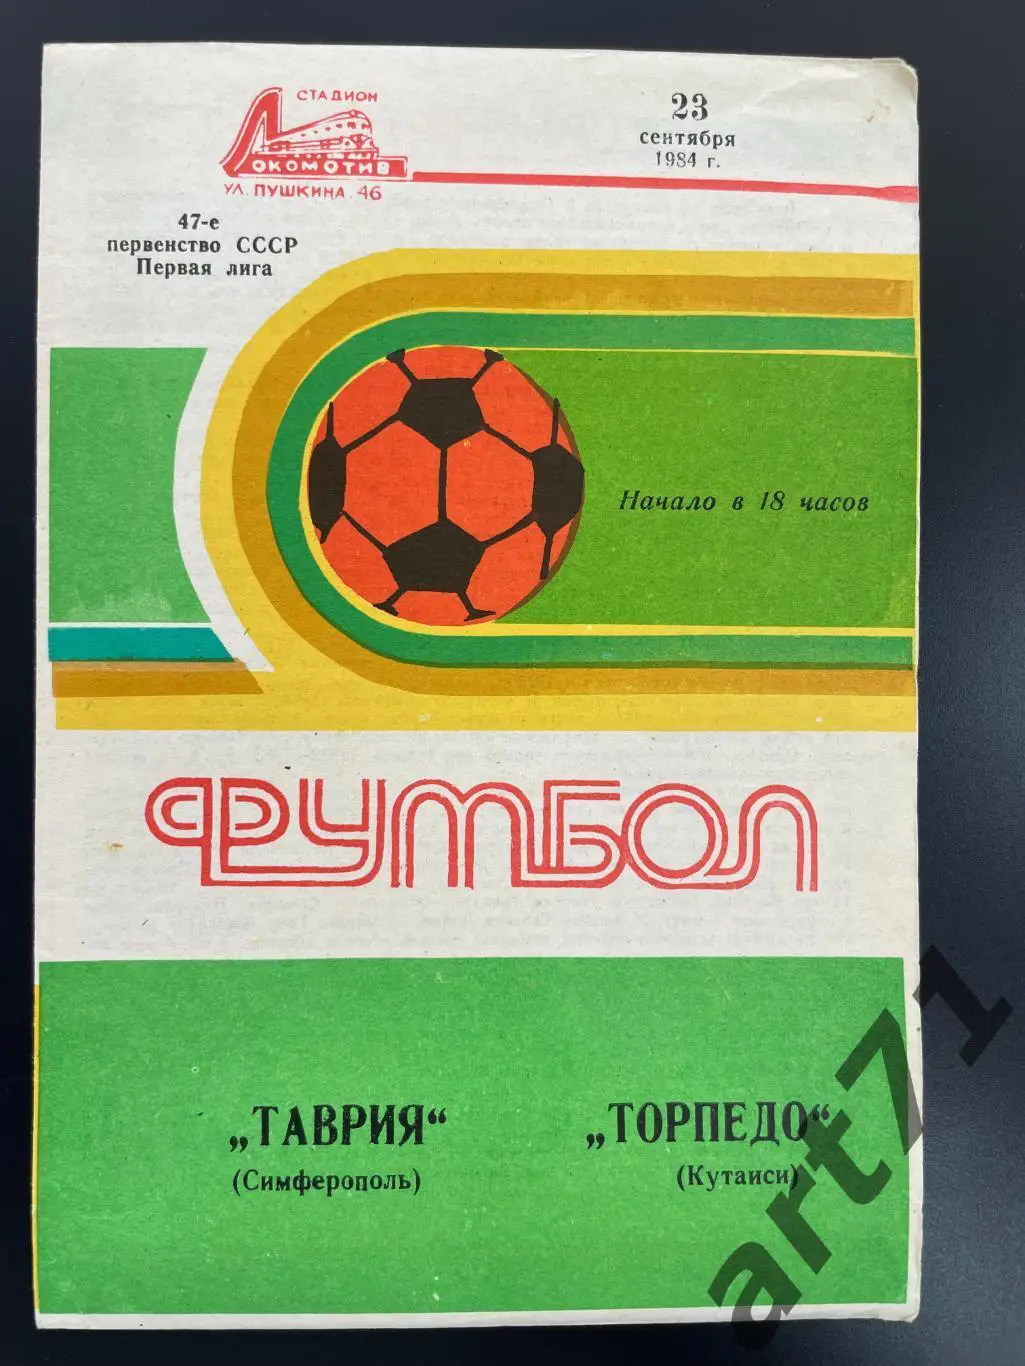 СТАДИОН
ЛОКОМОТИВ
УЛ. ПУШКИНА, 46
23
сентября
1984 г.
47-е
первенство СССР
Первая лига
Начало в 18 часов
ФУТБОЛ
„ТАВРИЯ“
(Симферополь)
„ТОРПЕДО“
(Кутаиси)
art71